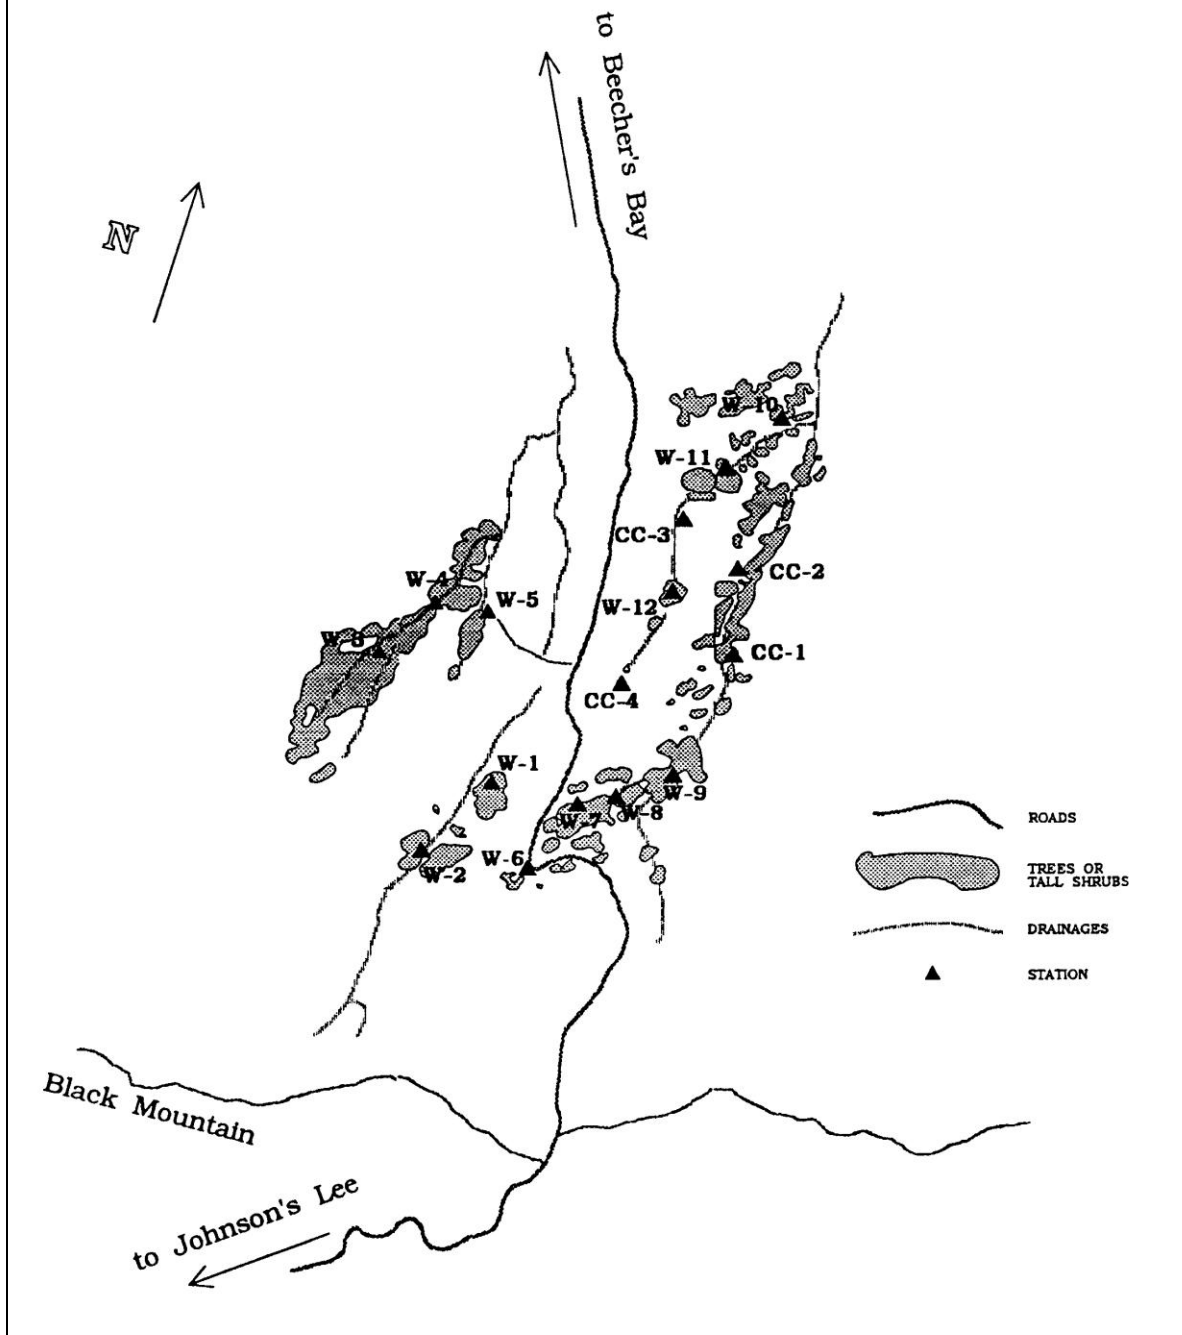 to Beecher's Bay
N
W-10
W-11
CC-3
CC-2
W-4
W-5
W-12
W-3
CC-1
CC-4
W-1
W-9
W-8
W-7
W-6
W-2
ROADS
TREES OR
TALL SHRUBS
DRAINAGES
STATION
Black Mountain
to Johnson's Lee